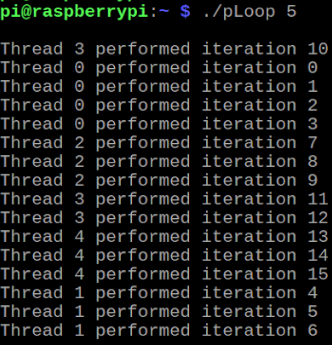 pi@raspberrypi:~ $ ./pLoop 5
Thread 3 performed iteration 10
Thread 0 performed iteration 0
Thread 0 performed iteration 1
Thread 0 performed iteration 2
Thread 0 performed iteration 3
Thread 2 performed iteration 7
Thread 2 performed iteration 8
Thread 2 performed iteration 9
Thread 3 performed iteration 11
Thread 3 performed iteration 12
Thread 4 performed iteration 13
Thread 4 performed iteration 14
Thread 4 performed iteration 15
Thread 1 performed iteration 4
Thread 1 performed iteration 5
Thread 1 performed iteration 6